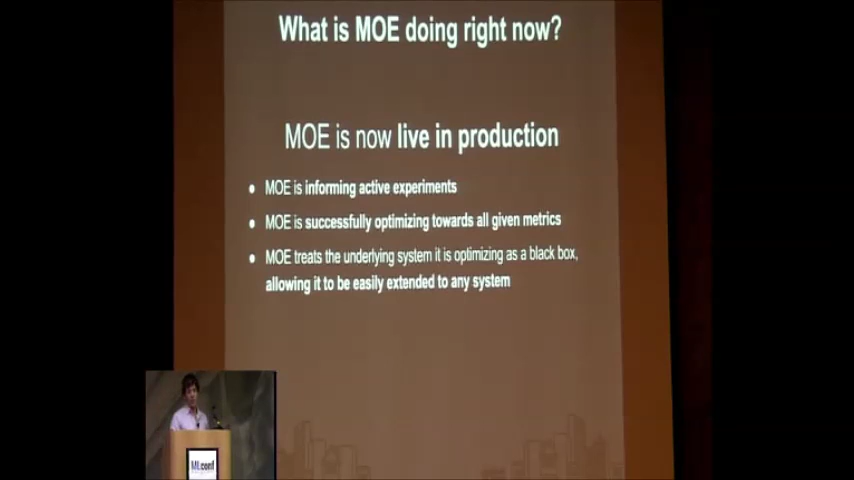 What is MOE doing right now?
MOE is now live in production
• MOE is informing active experiments
• MOE is successfully optimizing towards all given metrics
• MOE treats the underlying system it is optimizing as a black box,
allowing it to be easily extended to any system
MLconf